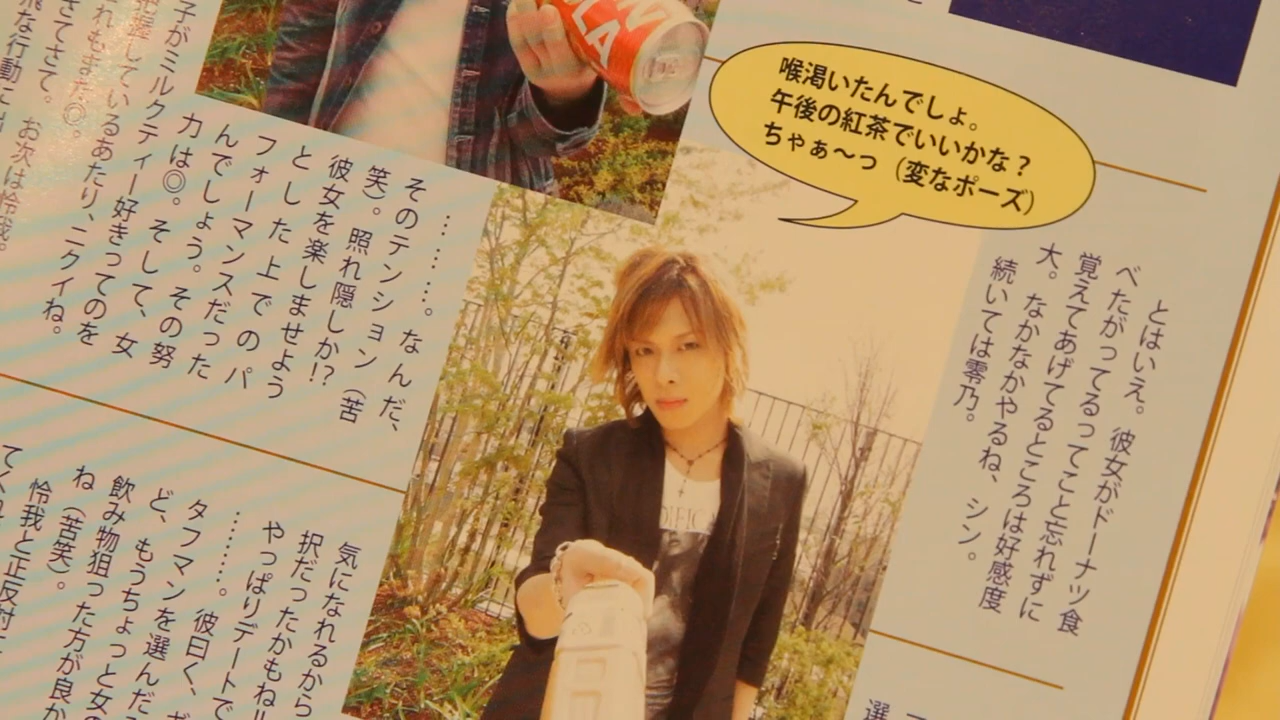 喉渇いたんでしょ。
午後の紅茶でいいかな？
ちゃぁ〜っ（変なポーズ）
とはいえ。彼女がドーナッツ食
べたがってるってこと忘れずに
覚えてあげてるところは好感度
大。なかなかやるね、シン。
続いては零乃。
COLA
………。なんだ、
そのテンション（苦
笑）。照れ隠しか!?
彼女を楽しませよう
とした上でのパ
フォーマンスだった
んでしょう。その努
力は◎。そして、女
子がミルクティー好きってのを
把握しているあたり、ニクイね。
れもまた◎。
さてさて。お次は怜我。
気になれるから
択だったかもね
やっぱりデートで
………。彼曰く、ガ
タフマンを選んだ
ど、もうちょっと女の
飲み物狙った方が良か
ね（苦笑）。
怜我と正反対に